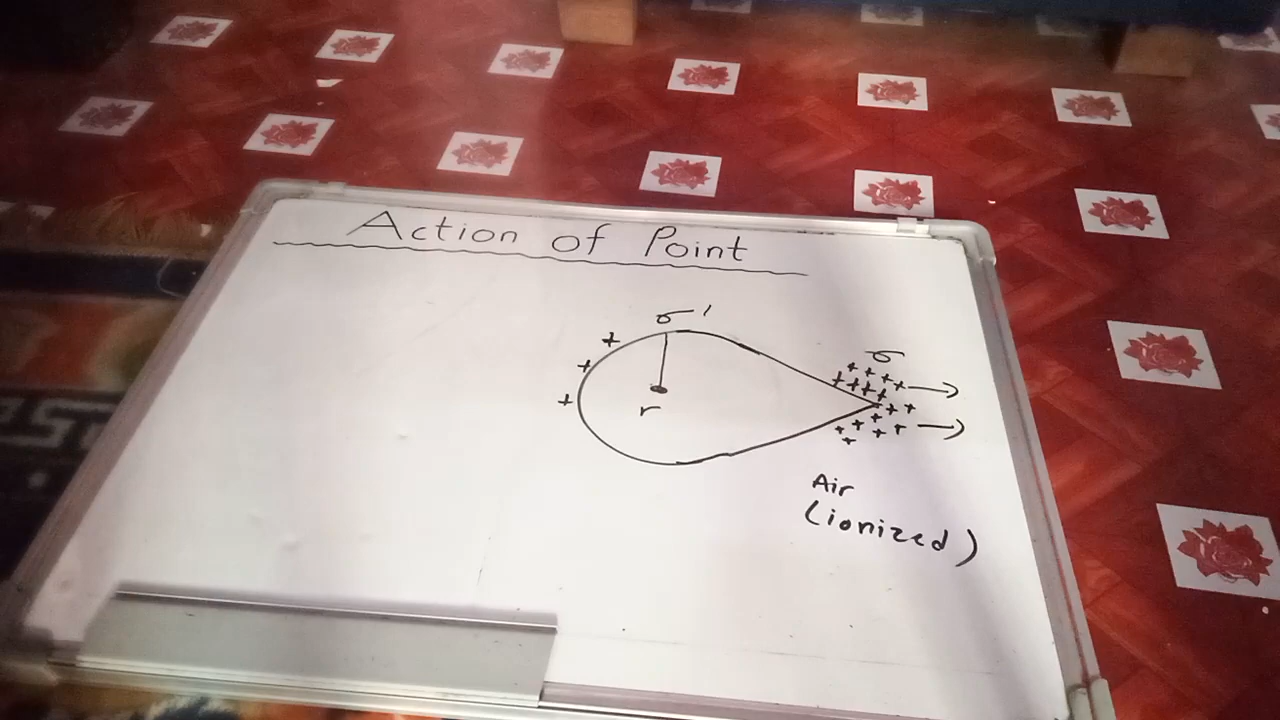 Action of Point
σ'
σ
r
Air
(ionized)